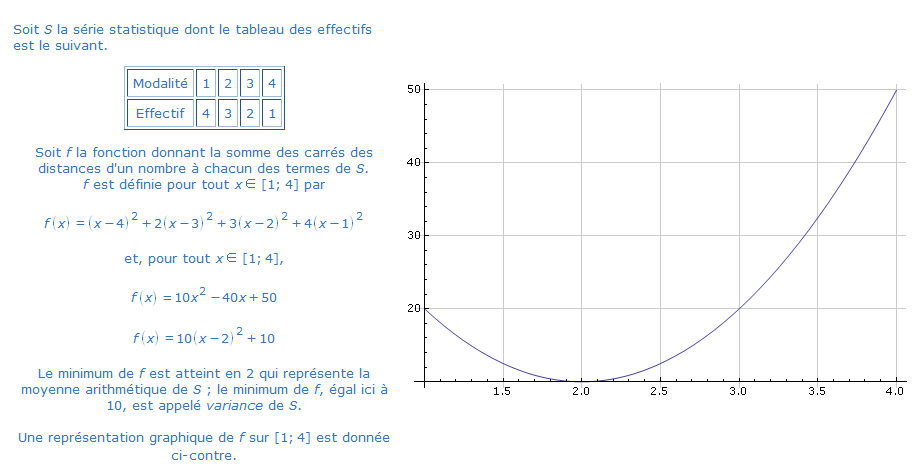 Soit S la série statistique dont le tableau des effectifs
est le suivant.
Modalité 1 2 3 4
Effectif 4 3 2 1
Soit f la fonction donnant la somme des carrés des
distances d'un nombre à chacun des termes de S.
f est définie pour tout x ∈ [1; 4] par
f(x) = (x − 4)² + 2(x − 3)² + 3(x − 2)² + 4(x − 1)²
et, pour tout x ∈ [1; 4],
f(x) = 10x² − 40x + 50
f(x) = 10(x − 2)² + 10
Le minimum de f est atteint en 2 qui représente la
moyenne arithmétique de S ; le minimum de f, égal ici à
10, est appelé variance de S.
Une représentation graphique de f sur [1; 4] est donnée
ci-contre.
50
40
30
20
1.5 2.0 2.5 3.0 3.5 4.0